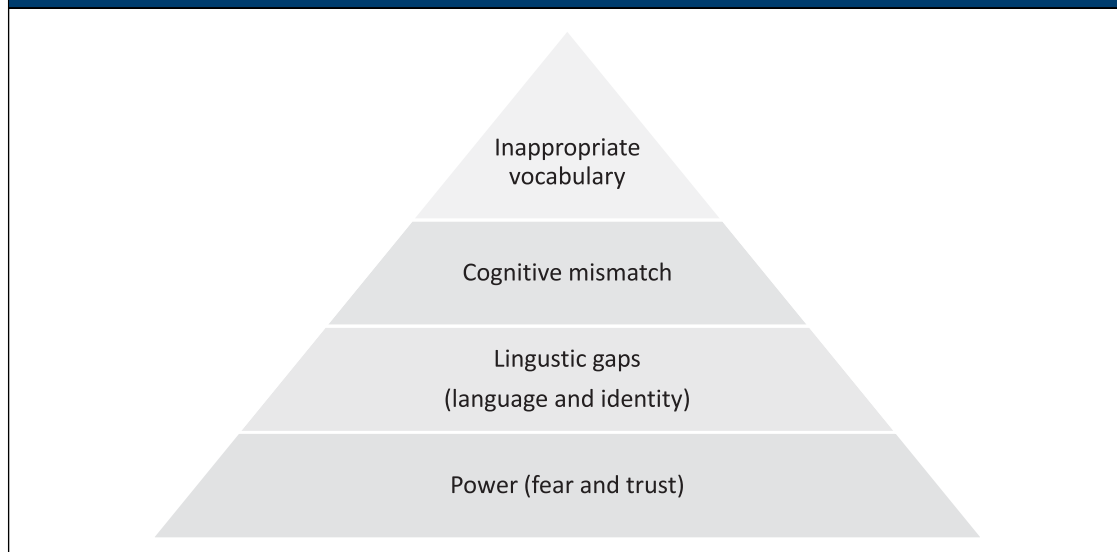 Inappropriate
vocabulary
Cognitive mismatch
Lingustic gaps
(language and identity)
Power (fear and trust)